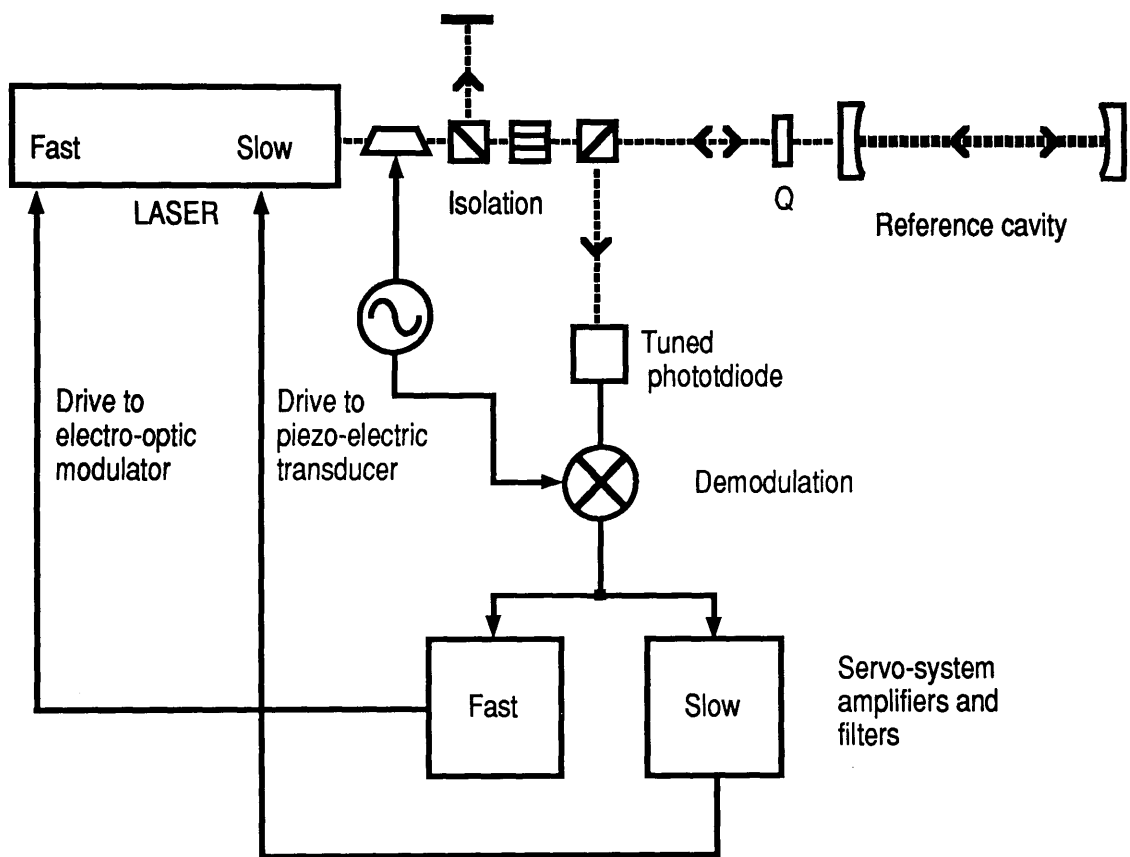 Fast
Slow
LASER
Isolation
Q
Reference cavity
Tuned
phototdiode
Drive to
electro-optic
modulator
Drive to
piezo-electric
transducer
Demodulation
Fast
Slow
Servo-system
amplifiers and
filters